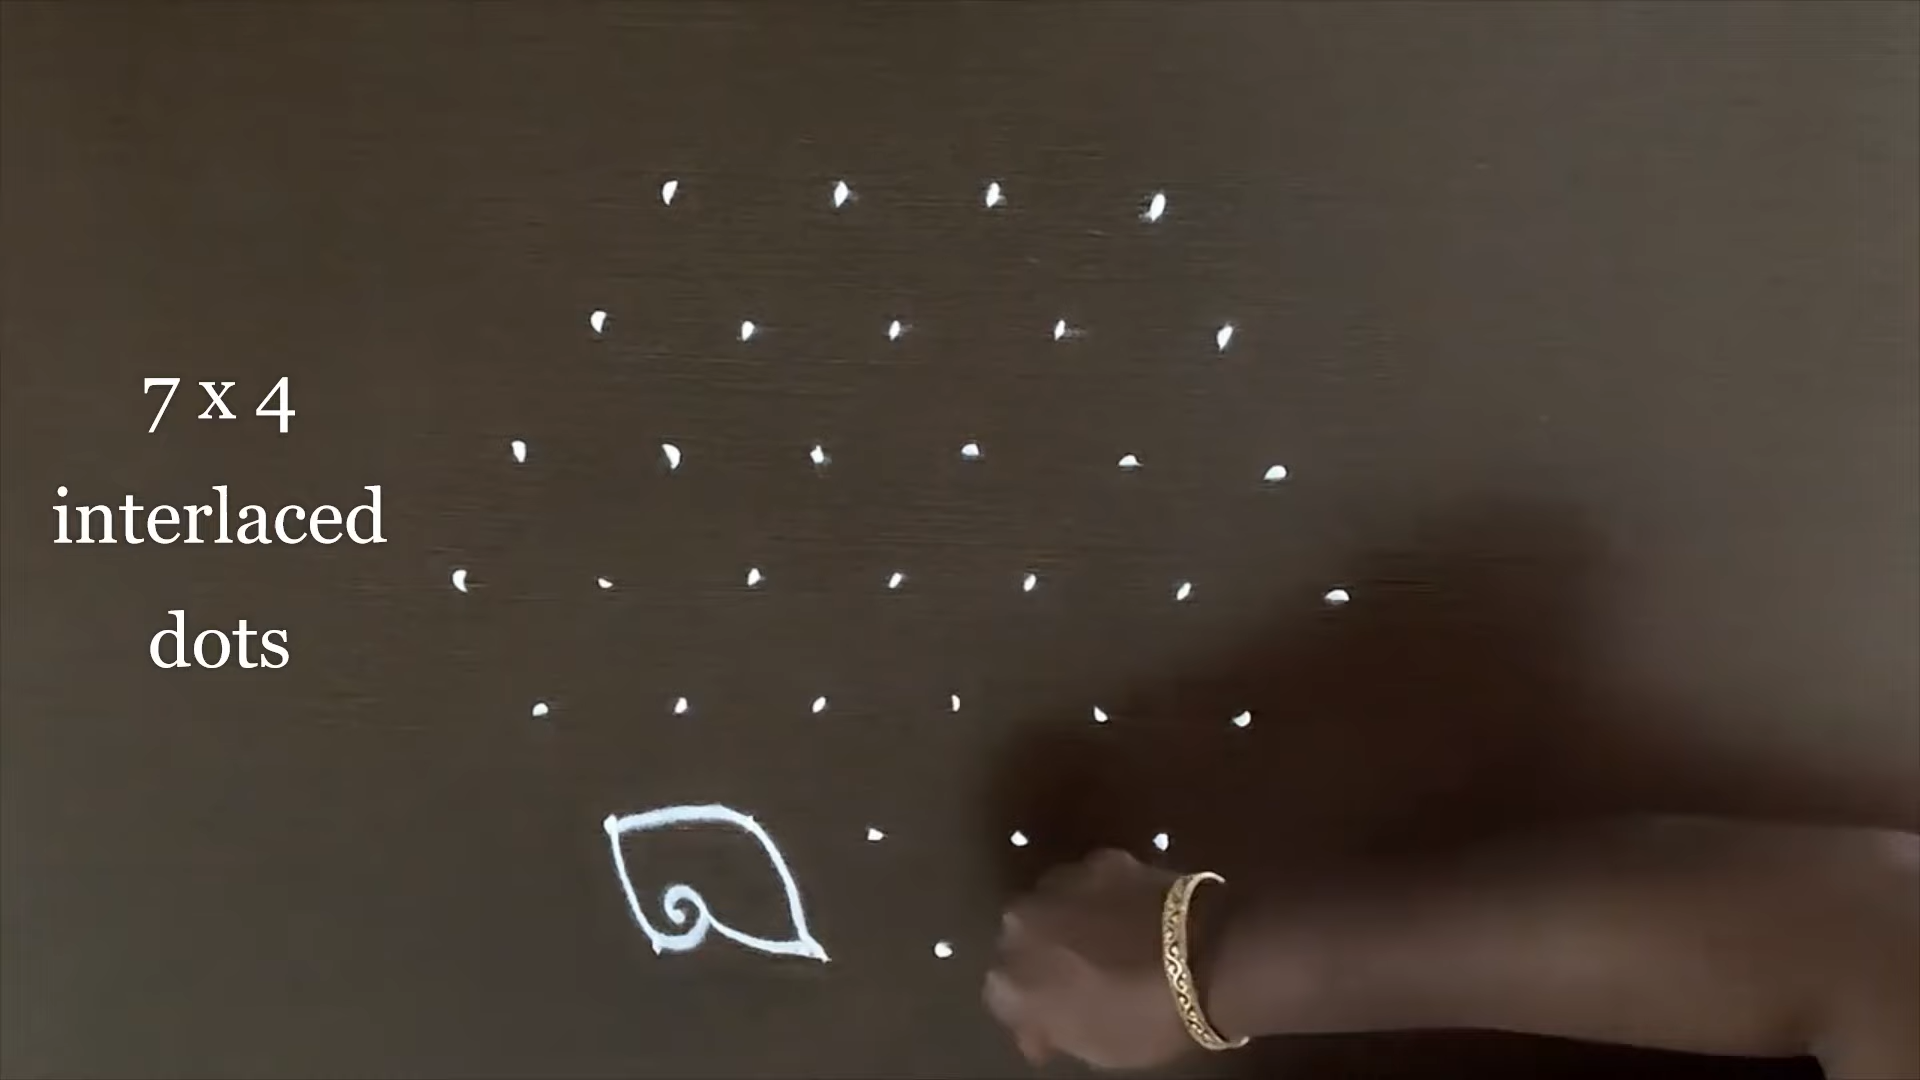 7 x 4
interlaced
dots